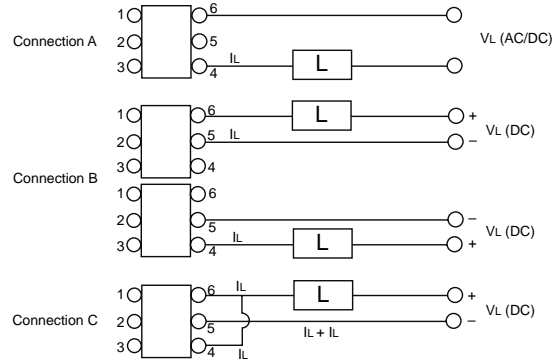 1 6
Connection A 2 5 VL (AC/DC)
3 4 IL L
1 6 L +
2 5 IL − VL (DC)
3 4
Connection B
1 6
2 5 − VL (DC)
3 4 IL L +
1 6 IL L +
Connection C 2 5 IL + IL − VL (DC)
3 4 IL